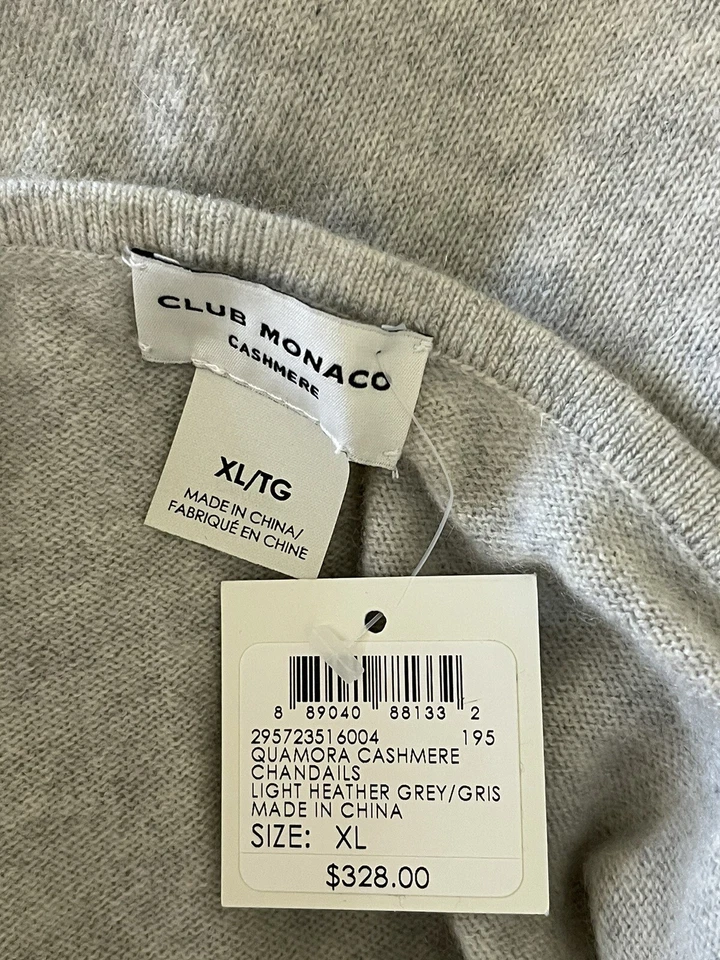 CLUB MONACO
CASHMERE
XL/TG
MADE IN CHINA/
FABRIQUÉ EN CHINE
8 89040 88133 2
295723516004 195
QUAMORA CASHMERE
CHANDAILS
LIGHT HEATHER GREY/GRIS
MADE IN CHINA
SIZE: XL
$328.00